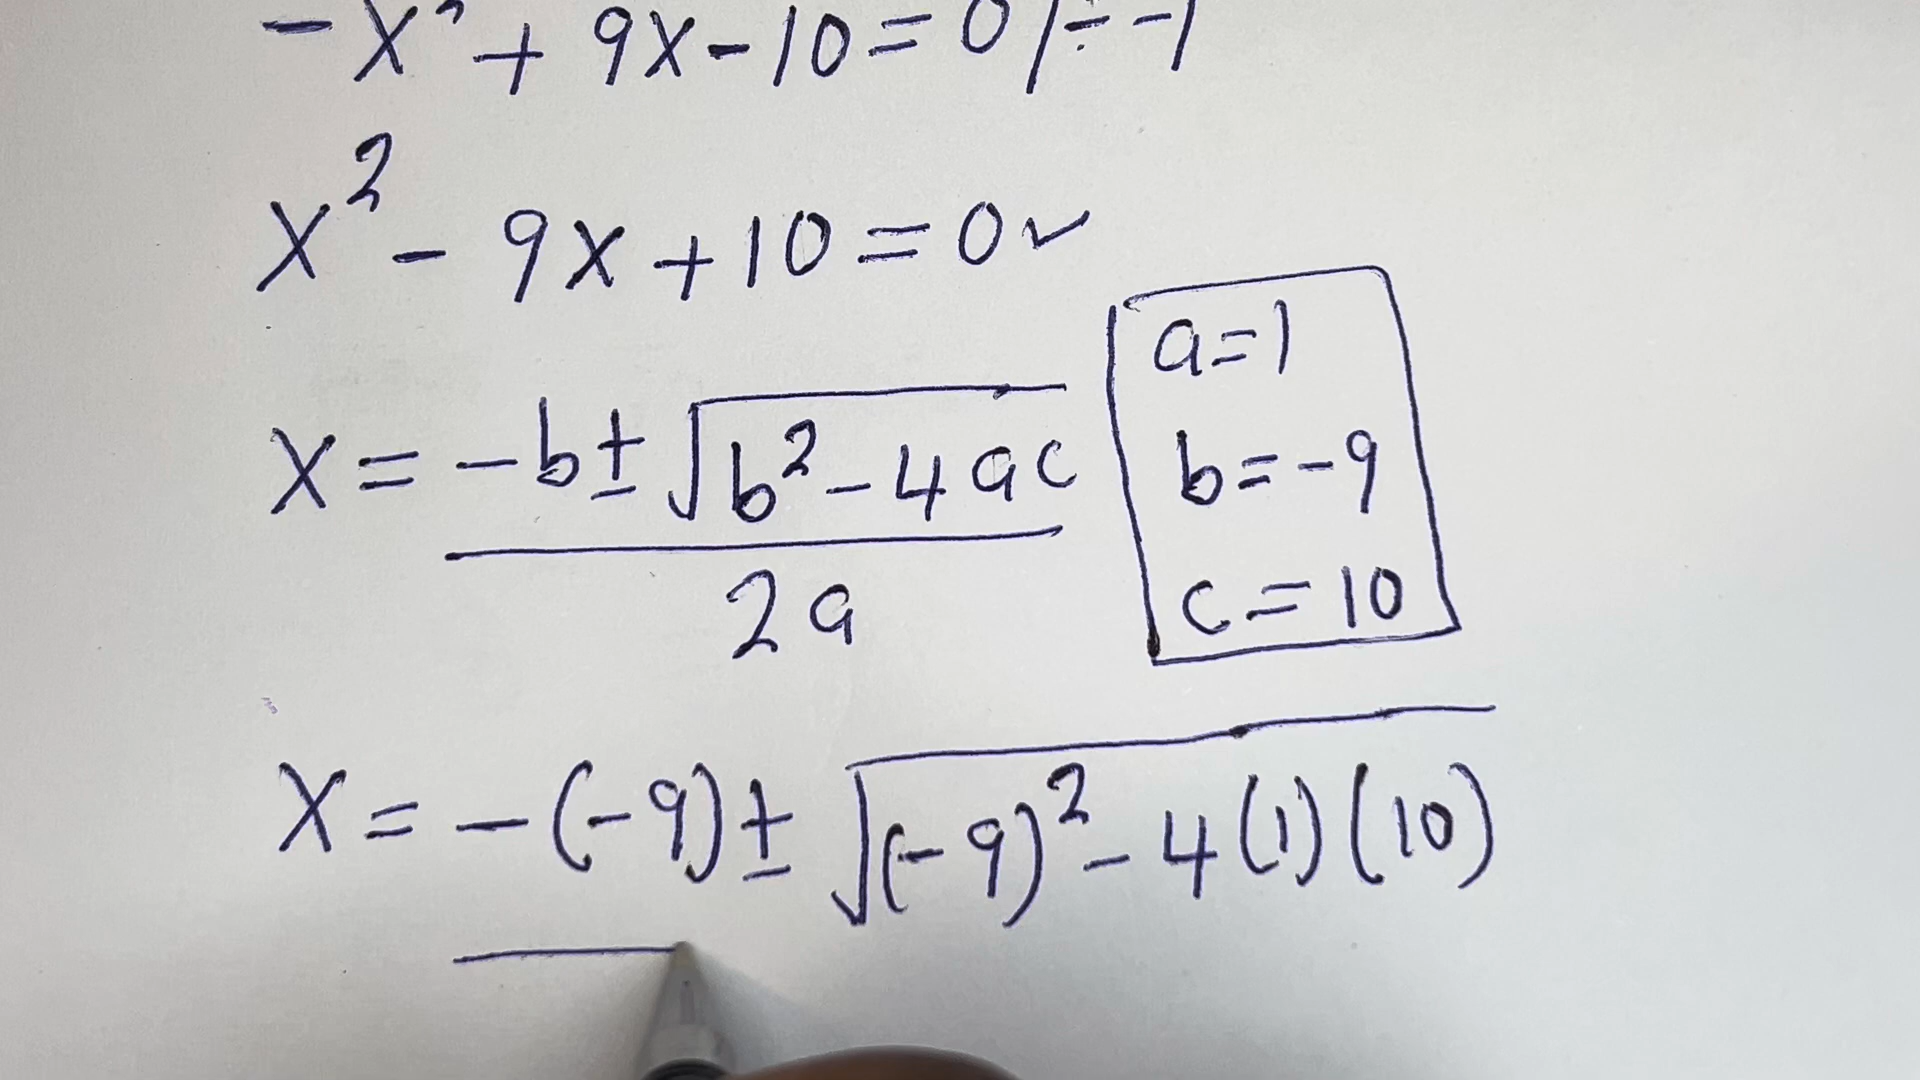 -x² + 9x - 10 = 0 / ÷ -1
x² - 9x + 10 = 0 ✓
x = -b ± √(b² - 4ac)
2a
a = 1
b = -9
c = 10
x = -(-9) ± √((-9)² - 4(1)(10))